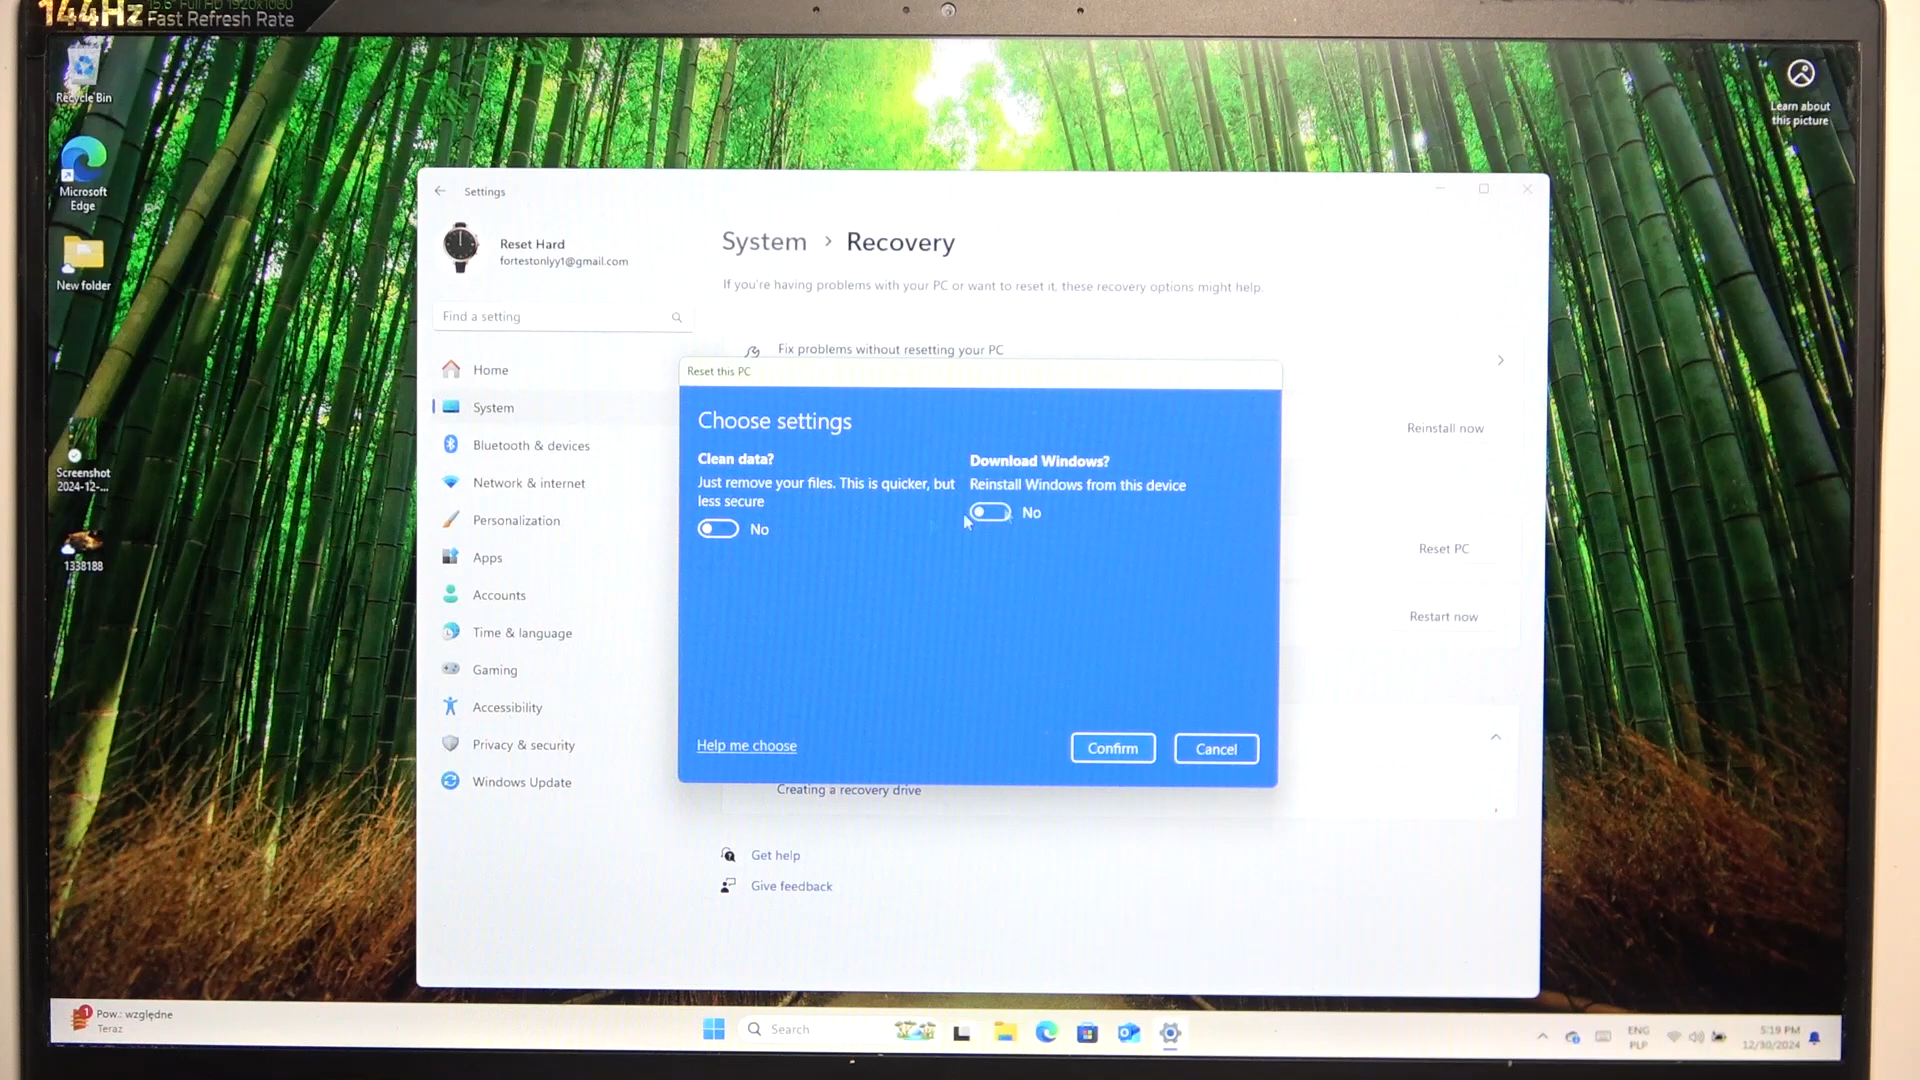 144Hz
15.6" Full HD 1920x1080
Fast Refresh Rate
Recycle Bin
Microsoft
Edge
New folder
Screenshot
2024-12-...
1338188
Learn about
this picture
Settings
Reset Hard
fortestonlyy1@gmail.com
Find a setting
Home
System
Bluetooth & devices
Network & internet
Personalization
Apps
Accounts
Time & language
Gaming
Accessibility
Privacy & security
Windows Update
System > Recovery
If you're having problems with your PC or want to reset it, these recovery options might help.
Fix problems without resetting your PC
Reinstall now
Reset PC
Restart now
Reset this PC
Choose settings
Clean data?
Just remove your files. This is quicker, but
less secure
No
Download Windows?
Reinstall Windows from this device
No
Help me choose
Confirm
Cancel
Creating a recovery drive
Get help
Give feedback
1
Pow.: względne
Teraz
Search
ENG
PLP
5:19 PM
12/30/2024